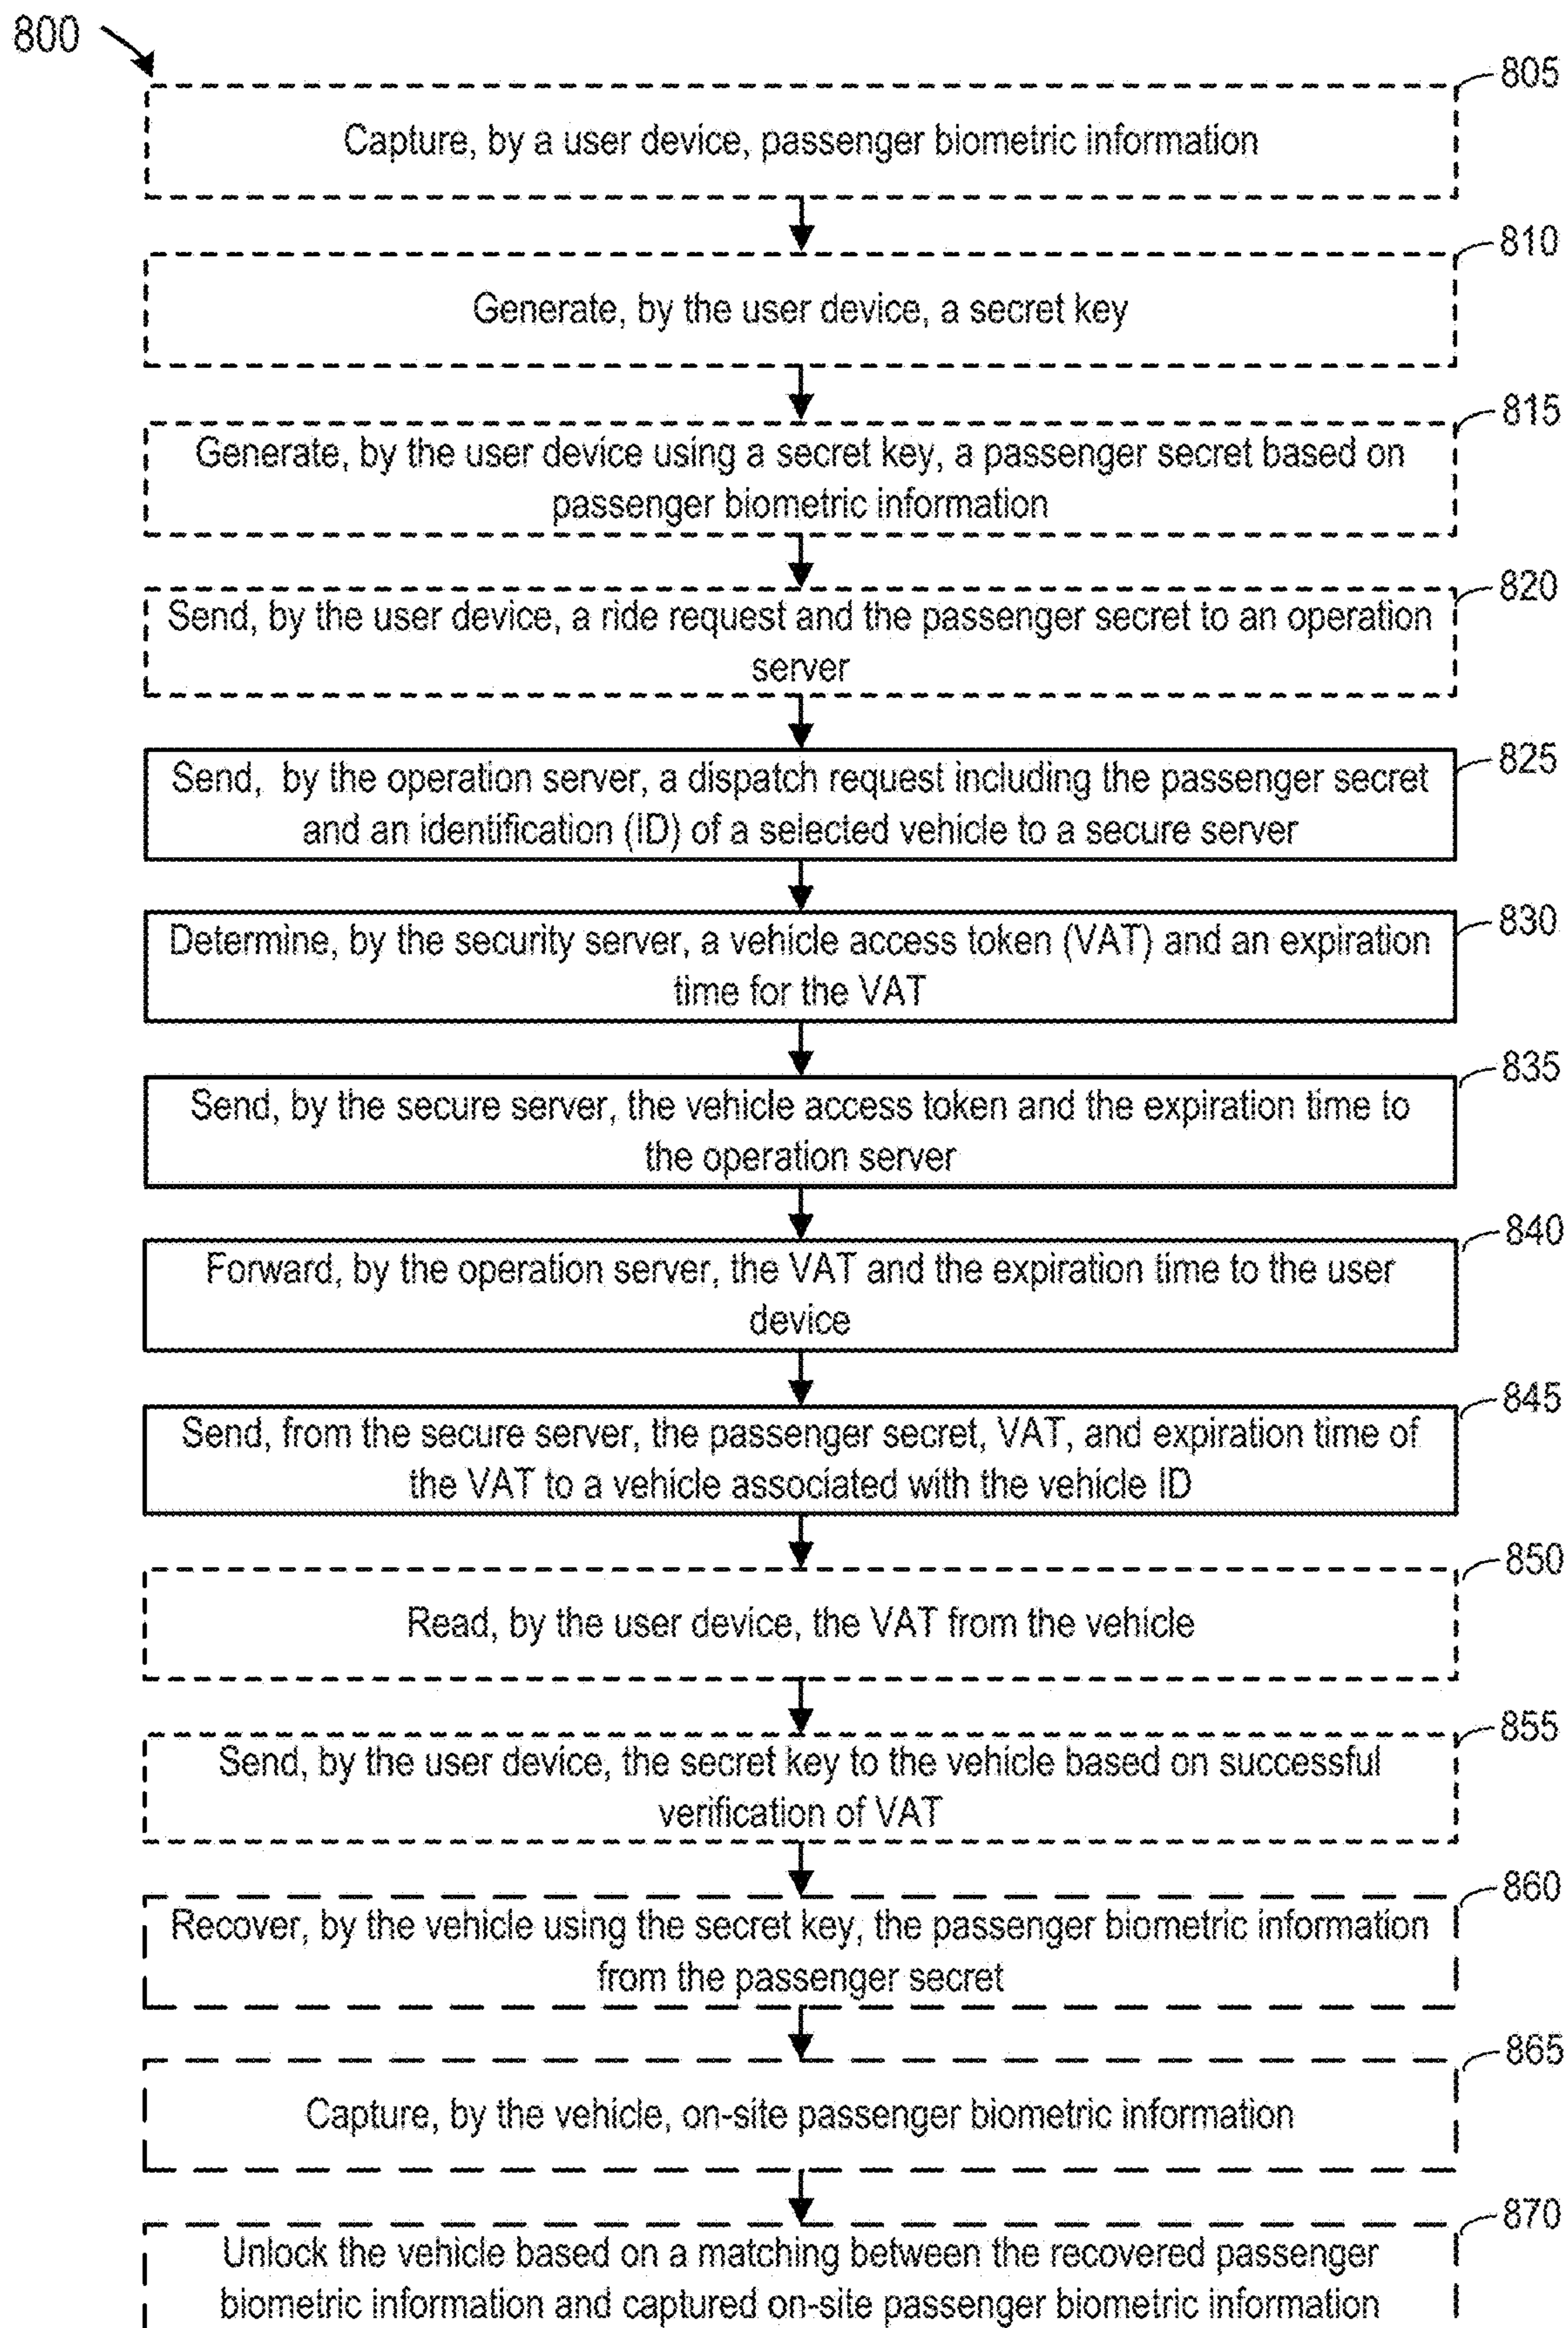 800
805
Capture, by a user device, passenger biometric information
810
Generate, by the user device, a secret key
815
Generate, by the user device using a secret key, a passenger secret based on
passenger biometric information
820
Send, by the user device, a ride request and the passenger secret to an operation
server
825
Send, by the operation server, a dispatch request including the passenger secret
and an identification (ID) of a selected vehicle to a secure server
830
Determine, by the security server, a vehicle access token (VAT) and an expiration
time for the VAT
835
Send, by the secure server, the vehicle access token and the expiration time to
the operation server
840
Forward, by the operation server, the VAT and the expiration time to the user
device
845
Send, from the secure server, the passenger secret, VAT, and expiration time of
the VAT to a vehicle associated with the vehicle ID
850
Read, by the user device, the VAT from the vehicle
855
Send, by the user device, the secret key to the vehicle based on successful
verification of VAT
860
Recover, by the vehicle using the secret key, the passenger biometric information
from the passenger secret
865
Capture, by the vehicle, on-site passenger biometric information
870
Unlock the vehicle based on a matching between the recovered passenger
biometric information and captured on-site passenger biometric information